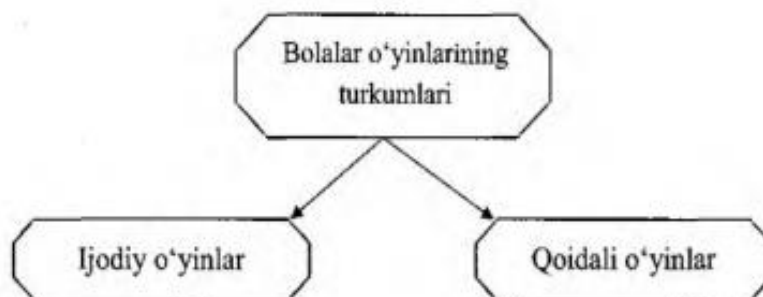 Bolalar o‘yinlarining
turkumlari
Ijodiy o‘yinlar
Qoidali o‘yinlar